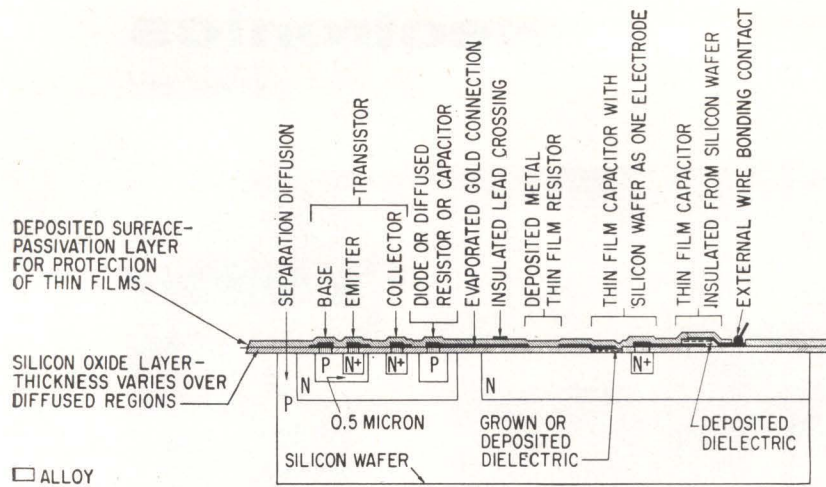 SEPARATION DIFFUSION
TRANSISTOR
BASE
EMITTER
COLLECTOR
DIODE OR DIFFUSED
RESISTOR OR CAPACITOR
EVAPORATED GOLD CONNECTION
INSULATED LEAD CROSSING
DEPOSITED METAL
THIN FILM RESISTOR
THIN FILM CAPACITOR WITH
SILICON WAFER AS ONE ELECTRODE
THIN FILM CAPACITOR
INSULATED FROM SILICON WAFER
EXTERNAL WIRE BONDING CONTACT
DEPOSITED SURFACE-
PASSIVATION LAYER
FOR PROTECTION
OF THIN FILMS
SILICON OXIDE LAYER-
THICKNESS VARIES OVER
DIFFUSED REGIONS
P
N+
N+
P
N+
N
N
P
0.5 MICRON
GROWN OR
DEPOSITED
DIELECTRIC
DEPOSITED
DIELECTRIC
SILICON WAFER
ALLOY